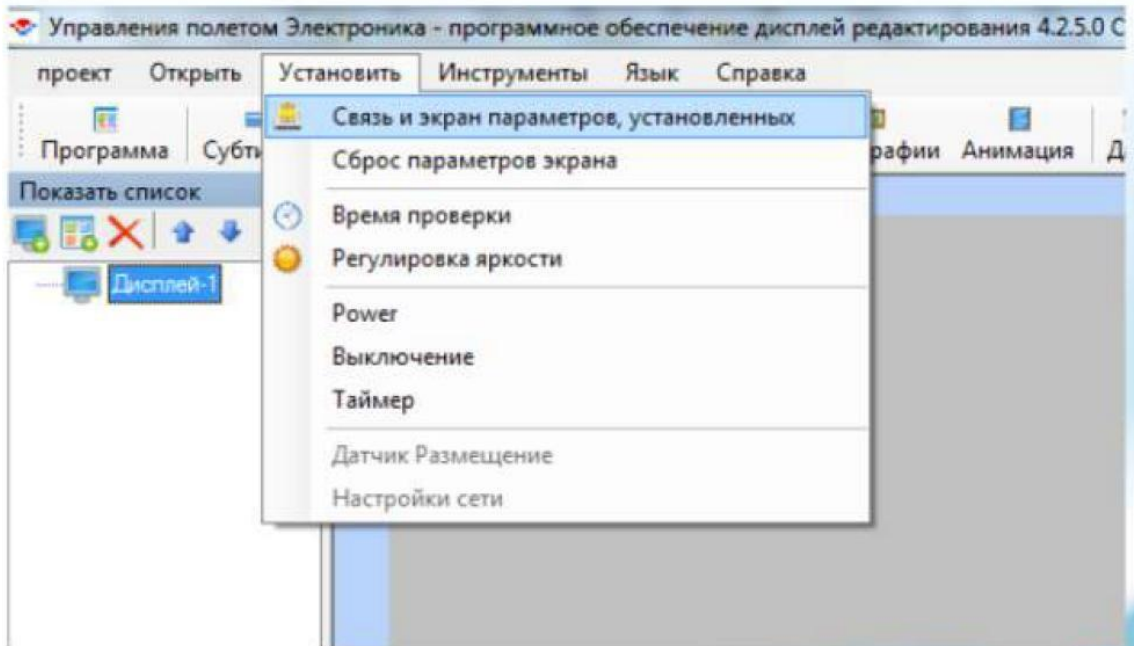 Управления полетом Электроника - программное обеспечение дисплей редактирования 4.2.5.0
проект Открыть Установить Инструменты Язык Справка
Связь и экран параметров, установленных
Программа
Анимация
Сброс параметров экрана
Показать список
Время проверки
Регулировка яркости
Дисплей-1
Power
Выключение
Таймер
Датчик Размещение
Настройки сети